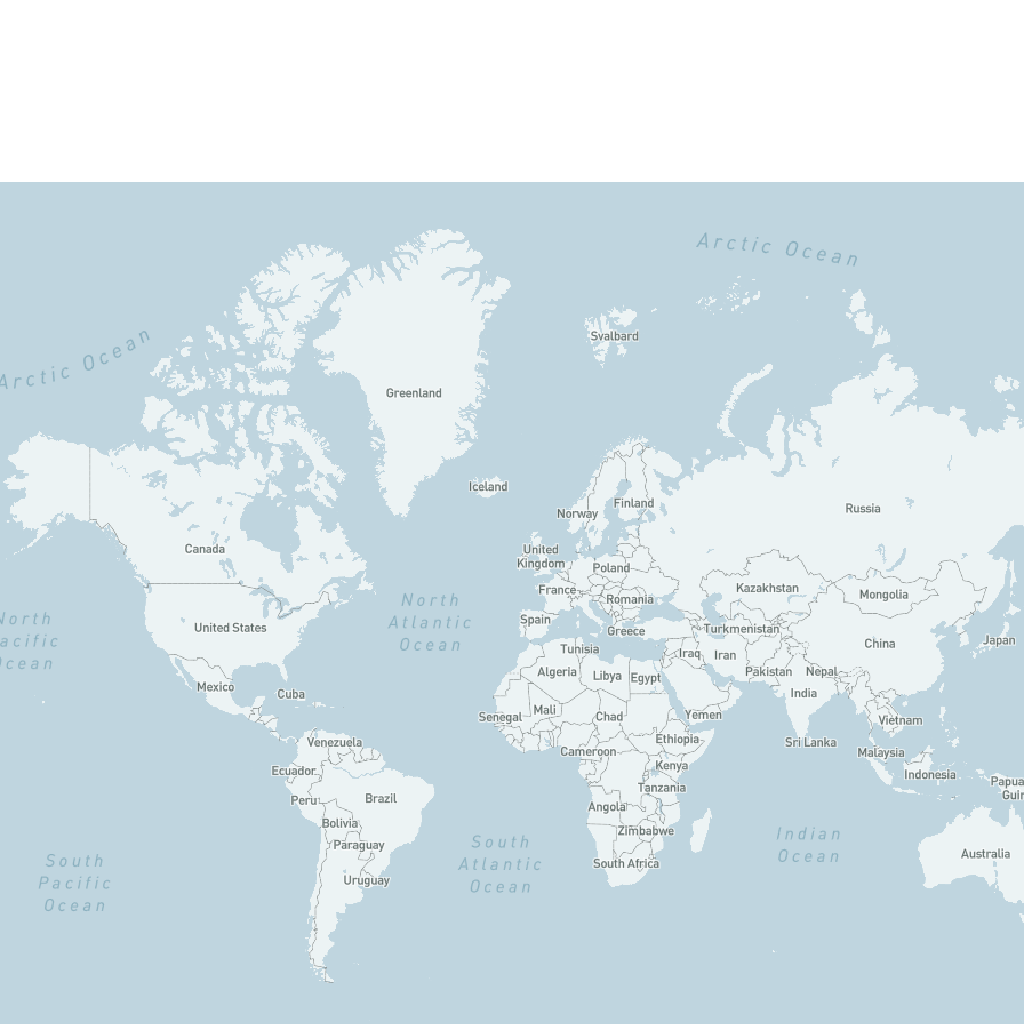 Arctic Ocean
Svalbard
Arctic Ocean
Greenland
Iceland
Norway
Finland
Russia
Canada
United
Kingdom
Poland
France
Romania
Kazakhstan
Mongolia
North
Atlantic
Ocean
North
acific
cean
United States
Spain
Greece
Turkmenistan
China
Japan
Tunisia
Iraq
Iran
Algeria
Libya
Egypt
Pakistan
Nepal
Mexico
Cuba
India
Senegal
Mali
Chad
Yemen
Vietnam
Venezuela
Cameroon
Ethiopia
Sri Lanka
Malaysia
Ecuador
Kenya
Indonesia
Papua
Guin
Peru
Brazil
Tanzania
Angola
Bolivia
Zimbabwe
Paraguay
South
Atlantic
Ocean
Indian
Ocean
Australia
South
Pacific
Ocean
South Africa
Uruguay